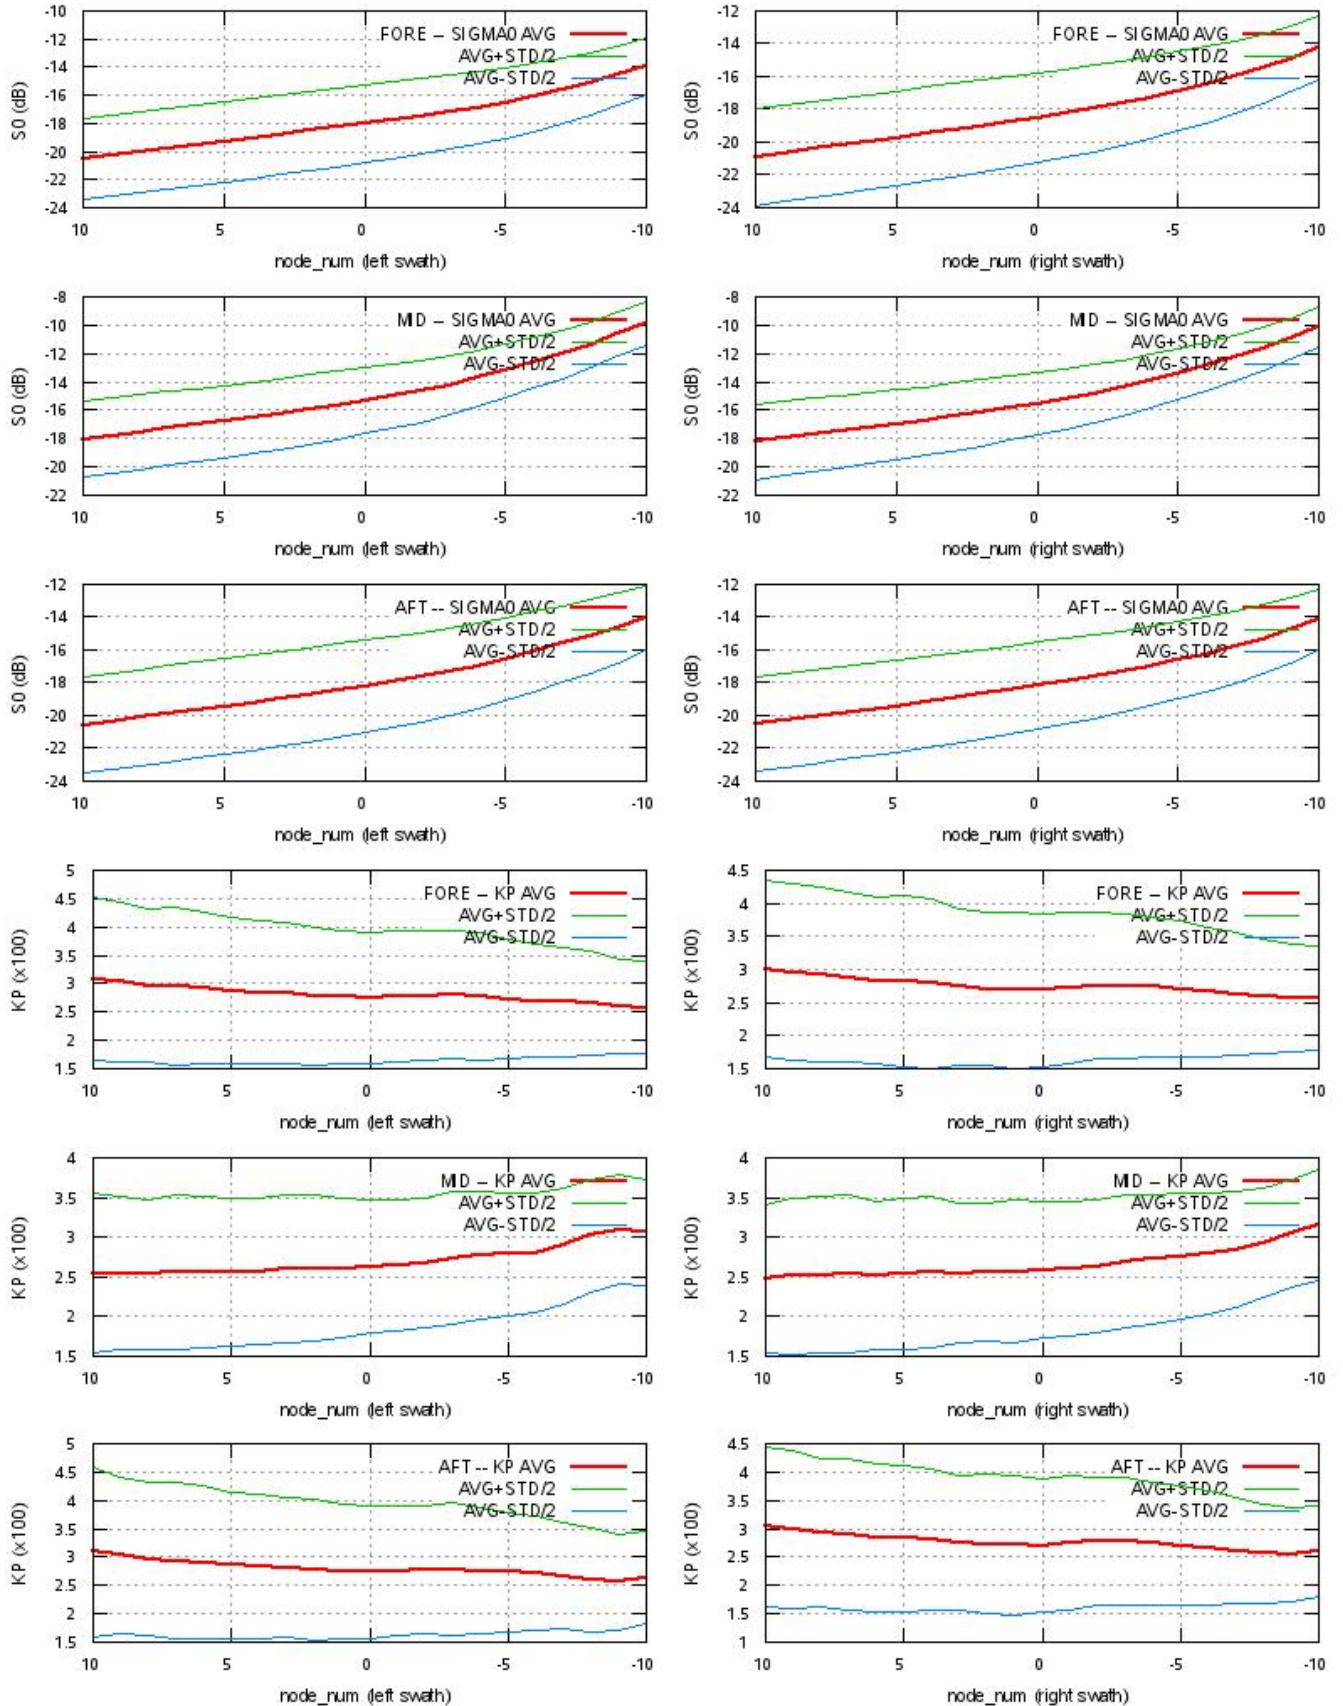 -10
-12
-14
-16
-18
-20
-22
-24
S0 (dB)
FORE -- SIGMA0 AVG
AVG+STD/2
AVG-STD/2
10 5 0 -5 -10
node_num (left swath)
-12
-14
-16
-18
-20
-22
-24
S0 (dB)
FORE -- SIGMA0 AVG
AVG+STD/2
AVG-STD/2
10 5 0 -5 -10
node_num (right swath)
-8
-10
-12
-14
-16
-18
-20
-22
S0 (dB)
MID -- SIGMA0 AVG
AVG+STD/2
AVG-STD/2
10 5 0 -5 -10
node_num (left swath)
-8
-10
-12
-14
-16
-18
-20
-22
S0 (dB)
MID -- SIGMA0 AVG
AVG+STD/2
AVG-STD/2
10 5 0 -5 -10
node_num (right swath)
-12
-14
-16
-18
-20
-22
-24
S0 (dB)
AFT -- SIGMA0 AVG
AVG+STD/2
AVG-STD/2
10 5 0 -5 -10
node_num (left swath)
-12
-14
-16
-18
-20
-22
-24
S0 (dB)
AFT -- SIGMA0 AVG
AVG+STD/2
AVG-STD/2
10 5 0 -5 -10
node_num (right swath)
5
4.5
4
3.5
3
2.5
2
1.5
KP (x100)
FORE -- KP AVG
AVG+STD/2
AVG-STD/2
10 5 0 -5 -10
node_num (left swath)
4.5
4
3.5
3
2.5
2
1.5
KP (x100)
FORE -- KP AVG
AVG+STD/2
AVG-STD/2
10 5 0 -5 -10
node_num (right swath)
4
3.5
3
2.5
2
1.5
KP (x100)
MID -- KP AVG
AVG+STD/2
AVG-STD/2
10 5 0 -5 -10
node_num (left swath)
4
3.5
3
2.5
2
1.5
KP (x100)
MID -- KP AVG
AVG+STD/2
AVG-STD/2
10 5 0 -5 -10
node_num (right swath)
5
4.5
4
3.5
3
2.5
2
1.5
KP (x100)
AFT -- KP AVG
AVG+STD/2
AVG-STD/2
10 5 0 -5 -10
node_num (left swath)
4.5
4
3.5
3
2.5
2
1.5
1
KP (x100)
AFT -- KP AVG
AVG+STD/2
AVG-STD/2
10 5 0 -5 -10
node_num (right swath)